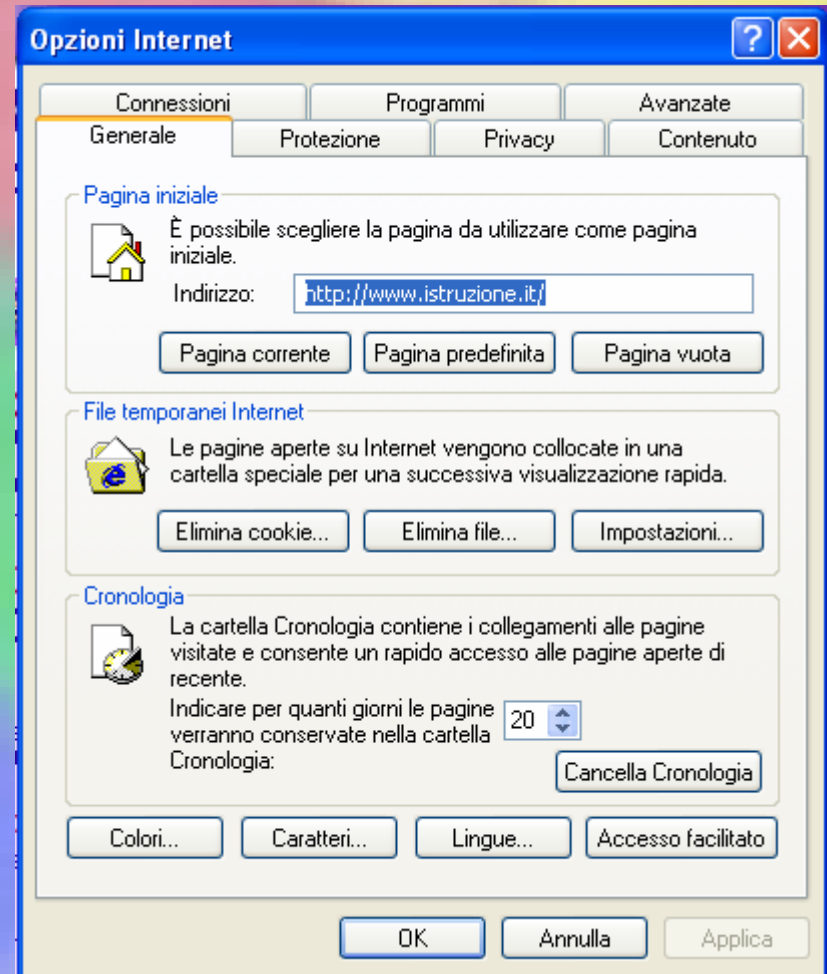 Opzioni Internet
Connessioni Programmi Avanzate
Generale Protezione Privacy Contenuto
Pagina iniziale
È possibile scegliere la pagina da utilizzare come pagina
iniziale.
Indirizzo: http://www.istruzione.it/
Pagina corrente Pagina predefinita Pagina vuota
File temporanei Internet
Le pagine aperte su Internet vengono collocate in una
cartella speciale per una successiva visualizzazione rapida.
Elimina cookie... Elimina file... Impostazioni...
Cronologia
La cartella Cronologia contiene i collegamenti alle pagine
visitate e consente un rapido accesso alle pagine aperte di
recente.
Indicare per quanti giorni le pagine 20
verranno conservate nella cartella
Cronologia:
Cancella Cronologia
Colori... Caratteri... Lingue... Accesso facilitato
OK Annulla Applica